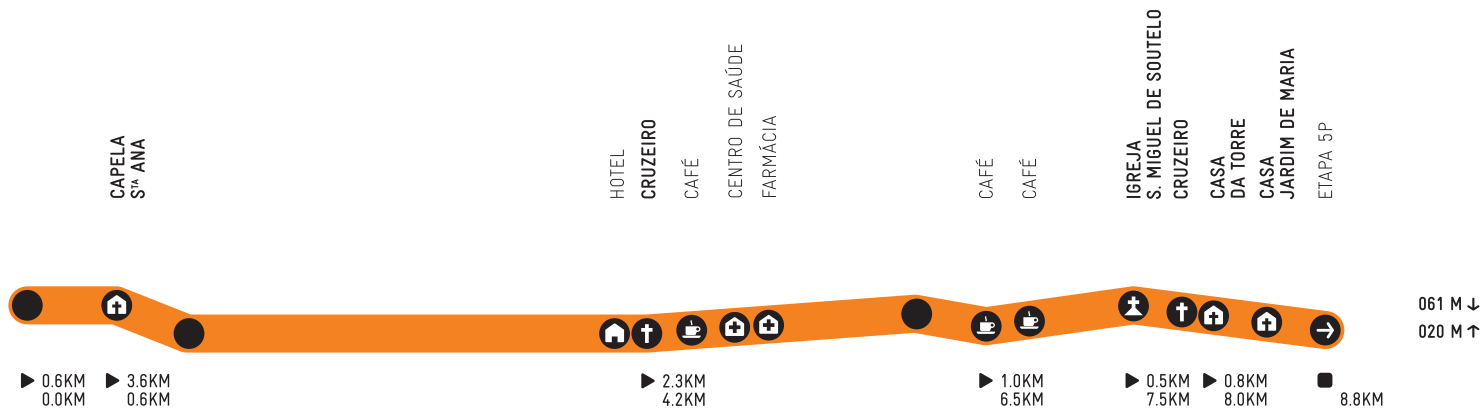 CAPELA
Sᵀᴬ ANA
HOTEL
CRUZEIRO
CAFÉ
CENTRO DE SAÚDE
FARMÁCIA
CAFÉ
CAFÉ
IGREJA
S. MIGUEL DE SOUTELO
CRUZEIRO
CASA
DA TORRE
CASA
JARDIM DE MARIA
ETAPA 5P
061 M ↓
020 M ↑
0.6KM
0.0KM
3.6KM
0.6KM
2.3KM
4.2KM
1.0KM
6.5KM
0.5KM
7.5KM
0.8KM
8.0KM
8.8KM